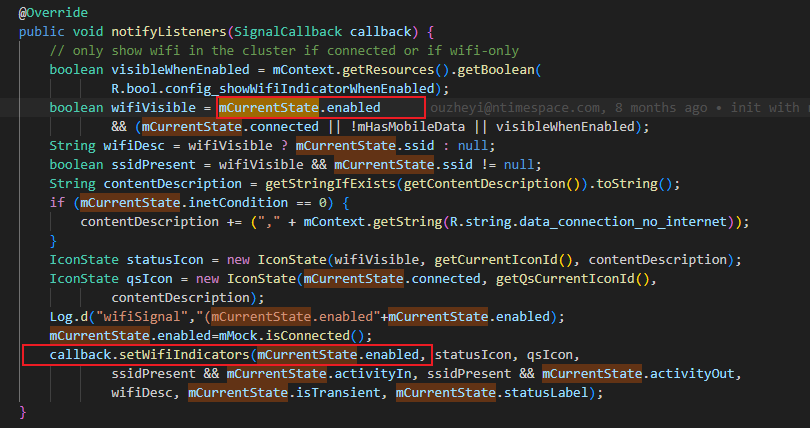 @Override
public void notifyListeners(SignalCallback callback) {
// only show wifi in the cluster if connected or if wifi-only
boolean visibleWhenEnabled = mContext.getResources().getBoolean(
R.bool.config_showWifiIndicatorWhenEnabled);
boolean wifiVisible = mCurrentState.enabled ouzheyi@ntimespace.com, 8 months ago • init with
&& (mCurrentState.connected || !mHasMobileData || visibleWhenEnabled);
String wifiDesc = wifiVisible ? mCurrentState.ssid : null;
boolean ssidPresent = wifiVisible && mCurrentState.ssid != null;
String contentDescription = getStringIfExists(getContentDescription()).toString();
if (mCurrentState.inetCondition == 0) {
contentDescription += ("," + mContext.getString(R.string.data_connection_no_internet));
}
IconState statusIcon = new IconState(wifiVisible, getCurrentIconId(), contentDescription);
IconState qsIcon = new IconState(mCurrentState.connected, getQsCurrentIconId(),
contentDescription);
Log.d("wifiSignal","(mCurrentState.enabled"+mCurrentState.enabled);
mCurrentState.enabled=mMock.isConnected();
callback.setWifiIndicators(mCurrentState.enabled, statusIcon, qsIcon,
ssidPresent && mCurrentState.activityIn, ssidPresent && mCurrentState.activityOut,
wifiDesc, mCurrentState.isTransient, mCurrentState.statusLabel);
}